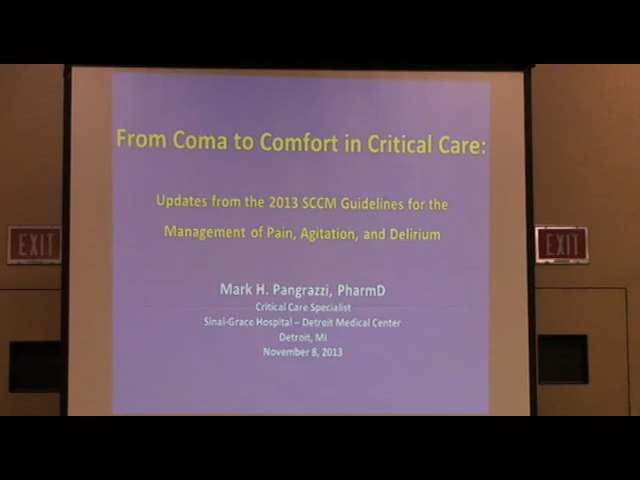 From Coma to Comfort in Critical Care:
Updates from the 2013 SCCM Guidelines for the
Management of Pain, Agitation, and Delirium
Mark H. Pangrazzi, PharmD
Critical Care Specialist
Sinai-Grace Hospital – Detroit Medical Center
Detroit, MI
November 8, 2013
EXIT
EXIT